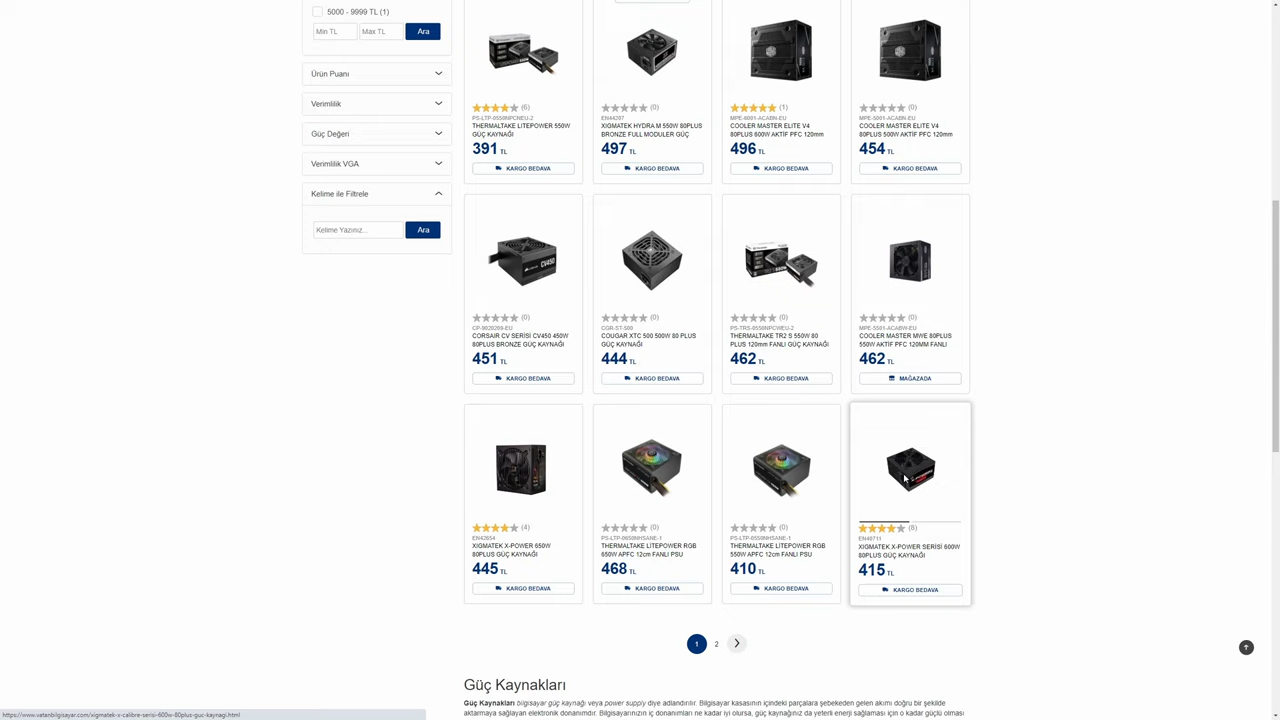 5000 - 9999 TL (1)
Min TL
Max TL
Ara
Ürün Puanı
Verimlilik
Güç Değeri
Verimlilik VGA
Kelime ile Filtrele
Kelime Yazınız...
Ara
(6)
PS-LTP-0550NPCNEU-2
THERMALTAKE LITEPOWER 550W
GÜÇ KAYNAĞI
391 TL
KARGO BEDAVA
(0)
EN44207
XIGMATEK HYDRA M 550W 80PLUS
BRONZE FULL MODULER GÜÇ
497 TL
KARGO BEDAVA
(1)
MPE-6001-ACABN-EU
COOLER MASTER ELITE V4
80PLUS 600W AKTİF PFC 120mm
496 TL
KARGO BEDAVA
(0)
MPE-5001-ACABN-EU
COOLER MASTER ELITE V4
80PLUS 500W AKTİF PFC 120mm
454 TL
KARGO BEDAVA
CV450
(0)
CP-9020209-EU
CORSAIR CV SERİSİ CV450 450W
80PLUS BRONZE GÜÇ KAYNAĞI
451 TL
KARGO BEDAVA
(0)
CGR-ST-500
COUGAR XTC 500 500W 80 PLUS
GÜÇ KAYNAĞI
444 TL
KARGO BEDAVA
(0)
PS-TRS-0550NPCWEU-2
THERMALTAKE TR2 S 550W 80
PLUS 120mm FANLI GÜÇ KAYNAĞI
462 TL
KARGO BEDAVA
(0)
MPE-5501-ACABW-EU
COOLER MASTER MWE 80PLUS
550W AKTİF PFC 120MM FANLI
462 TL
MAĞAZADA
(4)
EN42654
XIGMATEK X-POWER 650W
80PLUS GÜÇ KAYNAĞI
445 TL
KARGO BEDAVA
(0)
PS-LTP-0650NHSANE-1
THERMALTAKE LITEPOWER RGB
650W APFC 12cm FANLI PSU
468 TL
KARGO BEDAVA
(0)
PS-LTP-0550NHSANE-1
THERMALTAKE LITEPOWER RGB
550W APFC 12cm FANLI PSU
410 TL
KARGO BEDAVA
(8)
EN40711
XIGMATEK X-POWER SERİSİ 600W
80PLUS GÜÇ KAYNAĞI
415 TL
KARGO BEDAVA
1 2
Güç Kaynakları
Güç Kaynakları bilgisayar güç kaynağı veya power supply diye adlandırılır. Bilgisayar kasasının içindeki parçalara şebekeden gelen akımı doğru bir şekilde
aktarmaya sağlayan elektronik donanımdır. Bilgisayarınızın iç donanımları ne kadar iyi olursa, güç kaynağınız da yeterli enerji sağlaması için o kadar güçlü olması
https://www.vatanbilgisayar.com/xigmatek-x-calibre-serisi-600w-80plus-guc-kaynagi.html